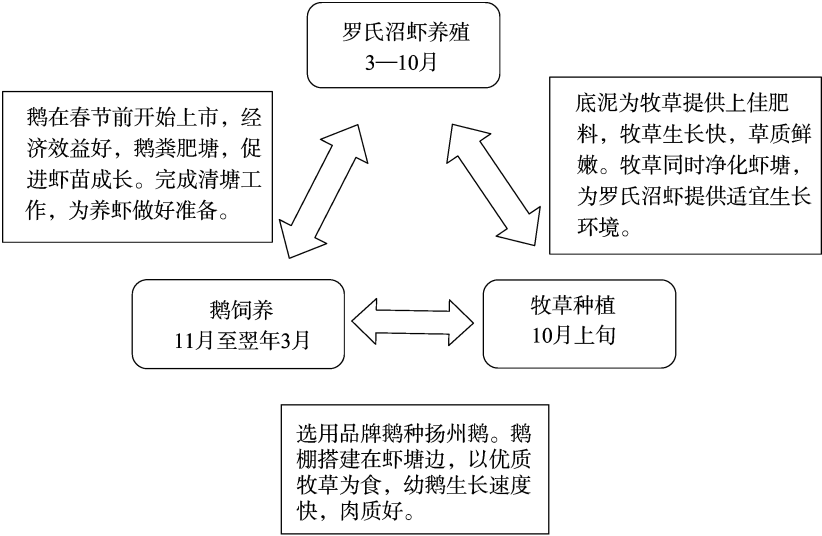 罗氏沼虾养殖
3—10月
鹅在春节前开始上市，经
济效益好，鹅粪肥塘，促
进虾苗成长。完成清塘工
作，为养虾做好准备。
底泥为牧草提供上佳肥
料，牧草生长快，草质鲜
嫩。牧草同时净化虾塘，
为罗氏沼虾提供适宜生长
环境。
鹅饲养
11月至翌年3月
牧草种植
10月上旬
选用品牌鹅种扬州鹅。鹅
棚搭建在虾塘边，以优质
牧草为食，幼鹅生长速度
快，肉质好。